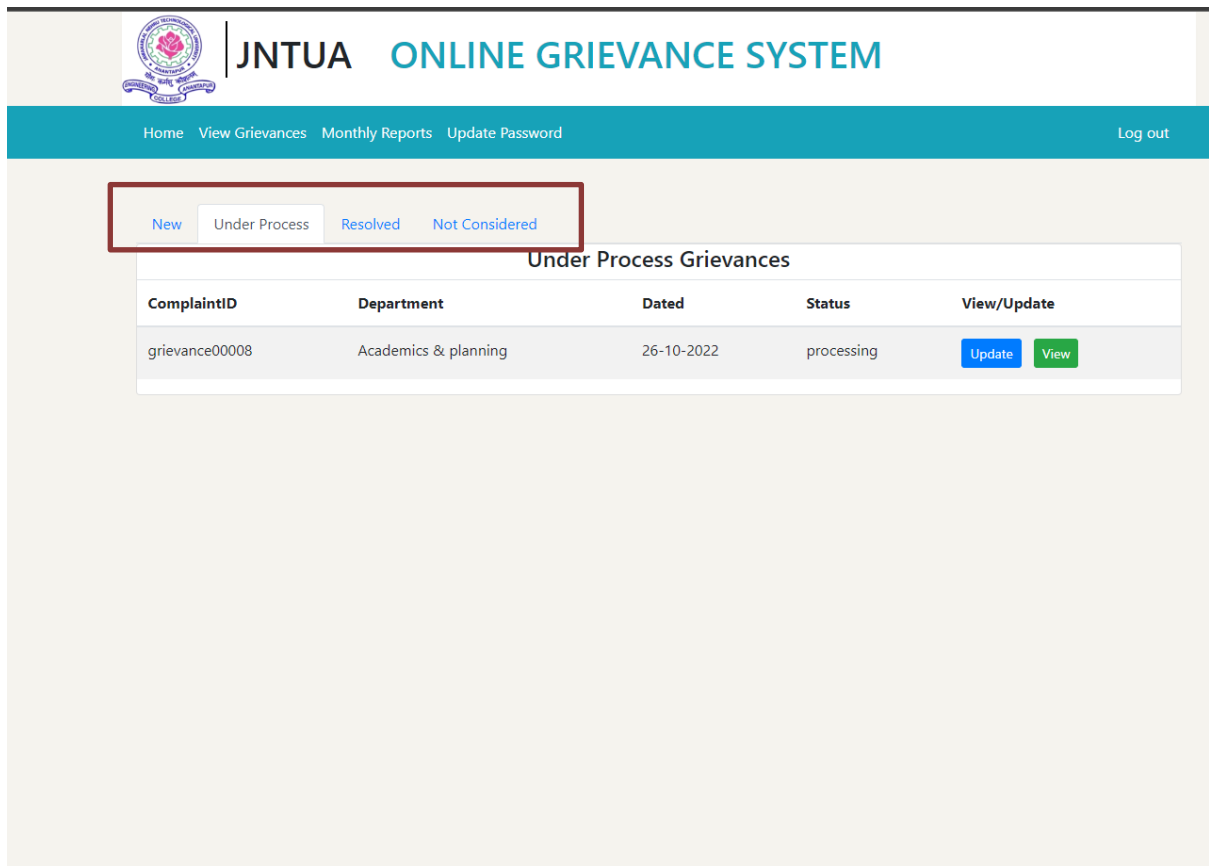 JNTUA ONLINE GRIEVANCE SYSTEM
Home View Grievances Monthly Reports Update Password Log out
New Under Process Resolved Not Considered
Under Process Grievances
ComplaintID Department Dated Status View/Update
grievance00008 Academics & planning 26-10-2022 processing Update View